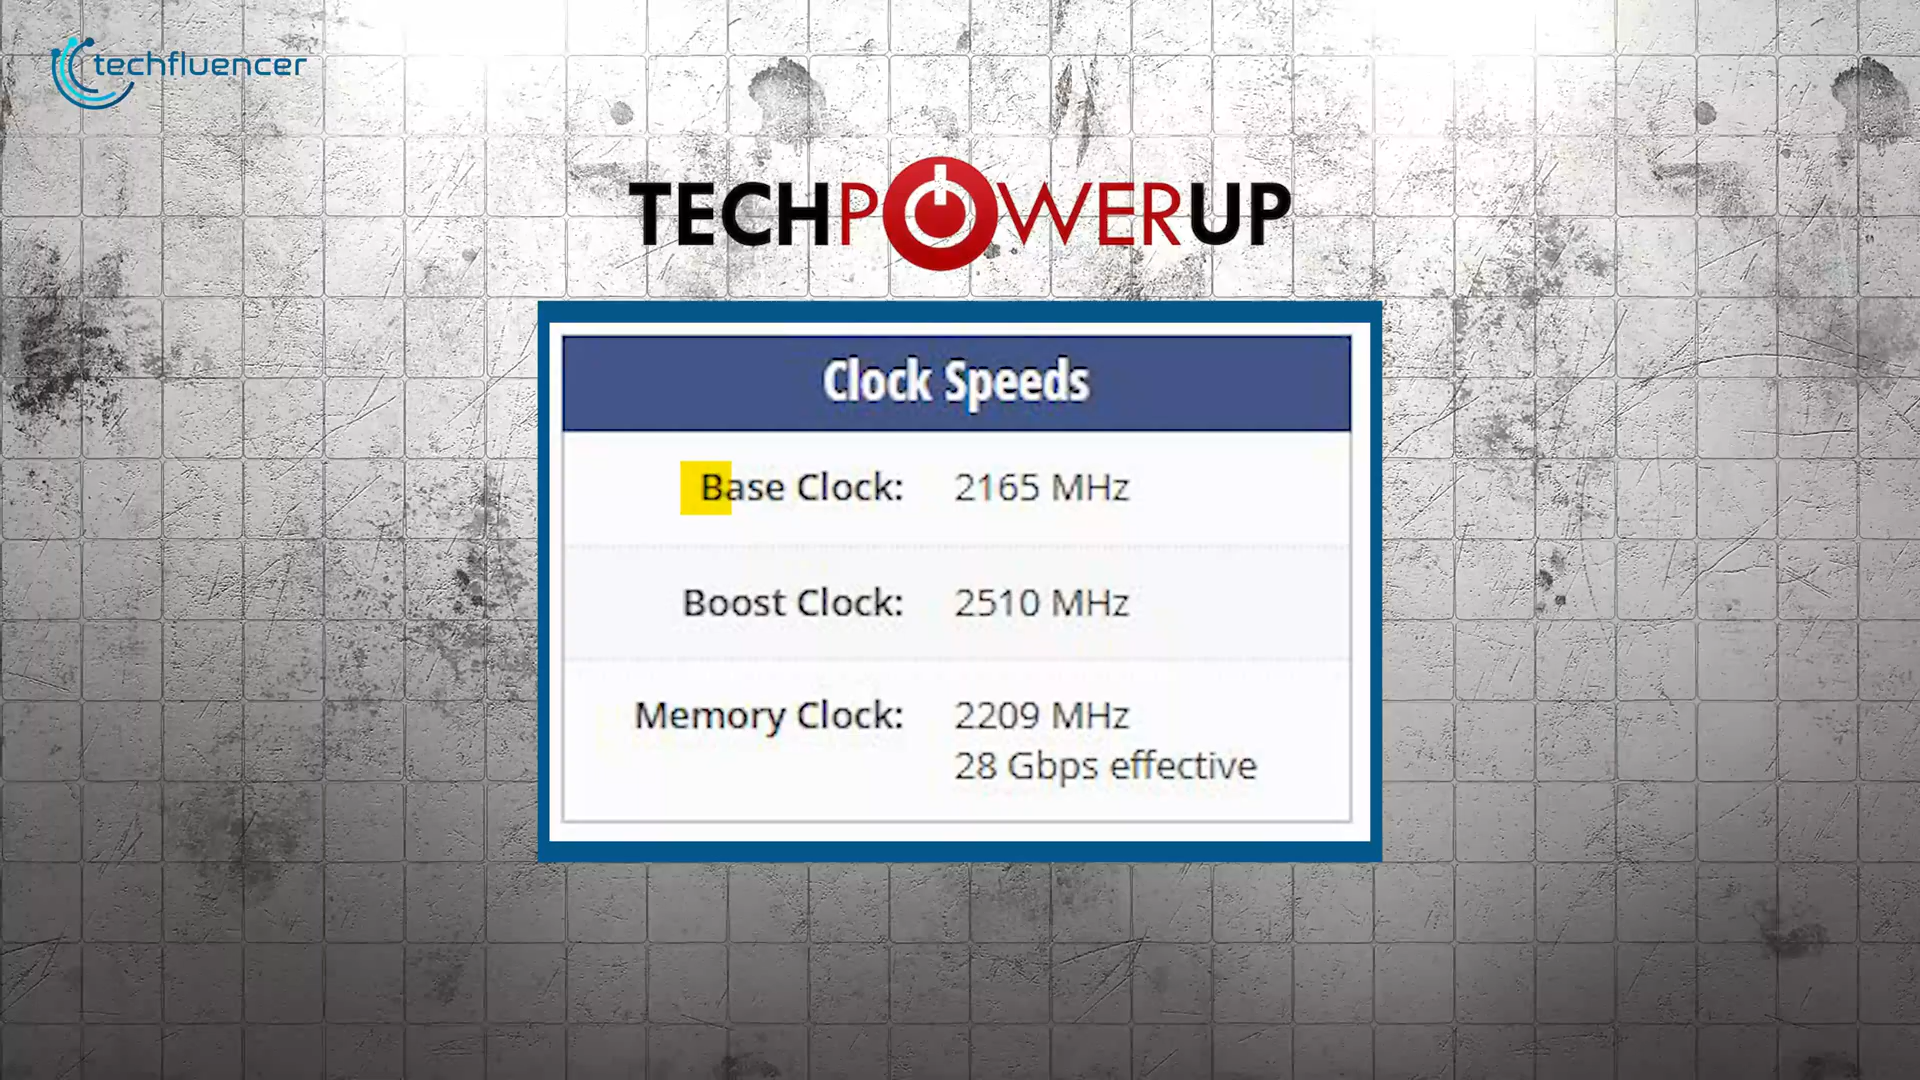 techfluencer
TECHPOWERUP
Clock Speeds
Base Clock: 2165 MHz
Boost Clock: 2510 MHz
Memory Clock: 2209 MHz
28 Gbps effective